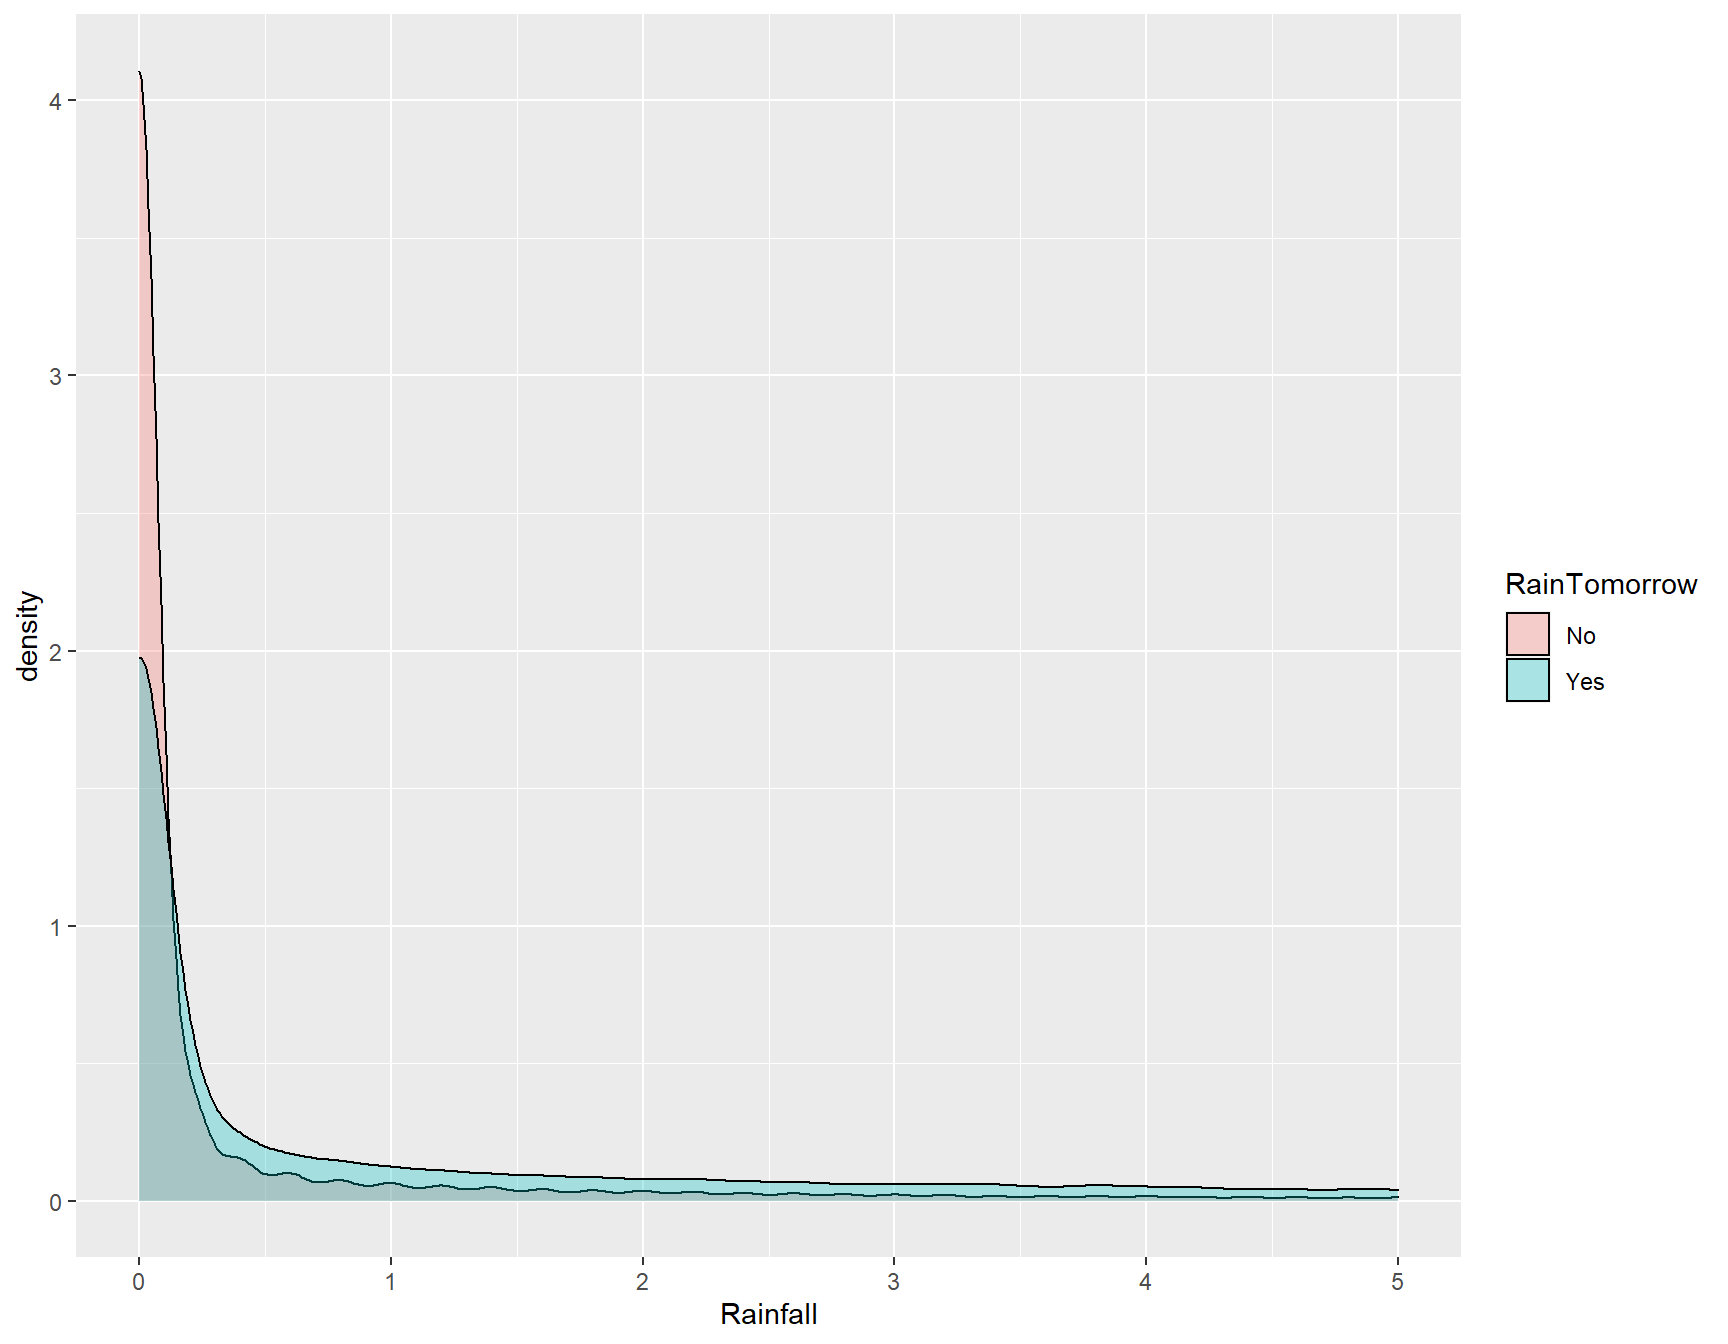 4
3
2
1
0
density
0 1 2 3 4 5
Rainfall
RainTomorrow
No
Yes